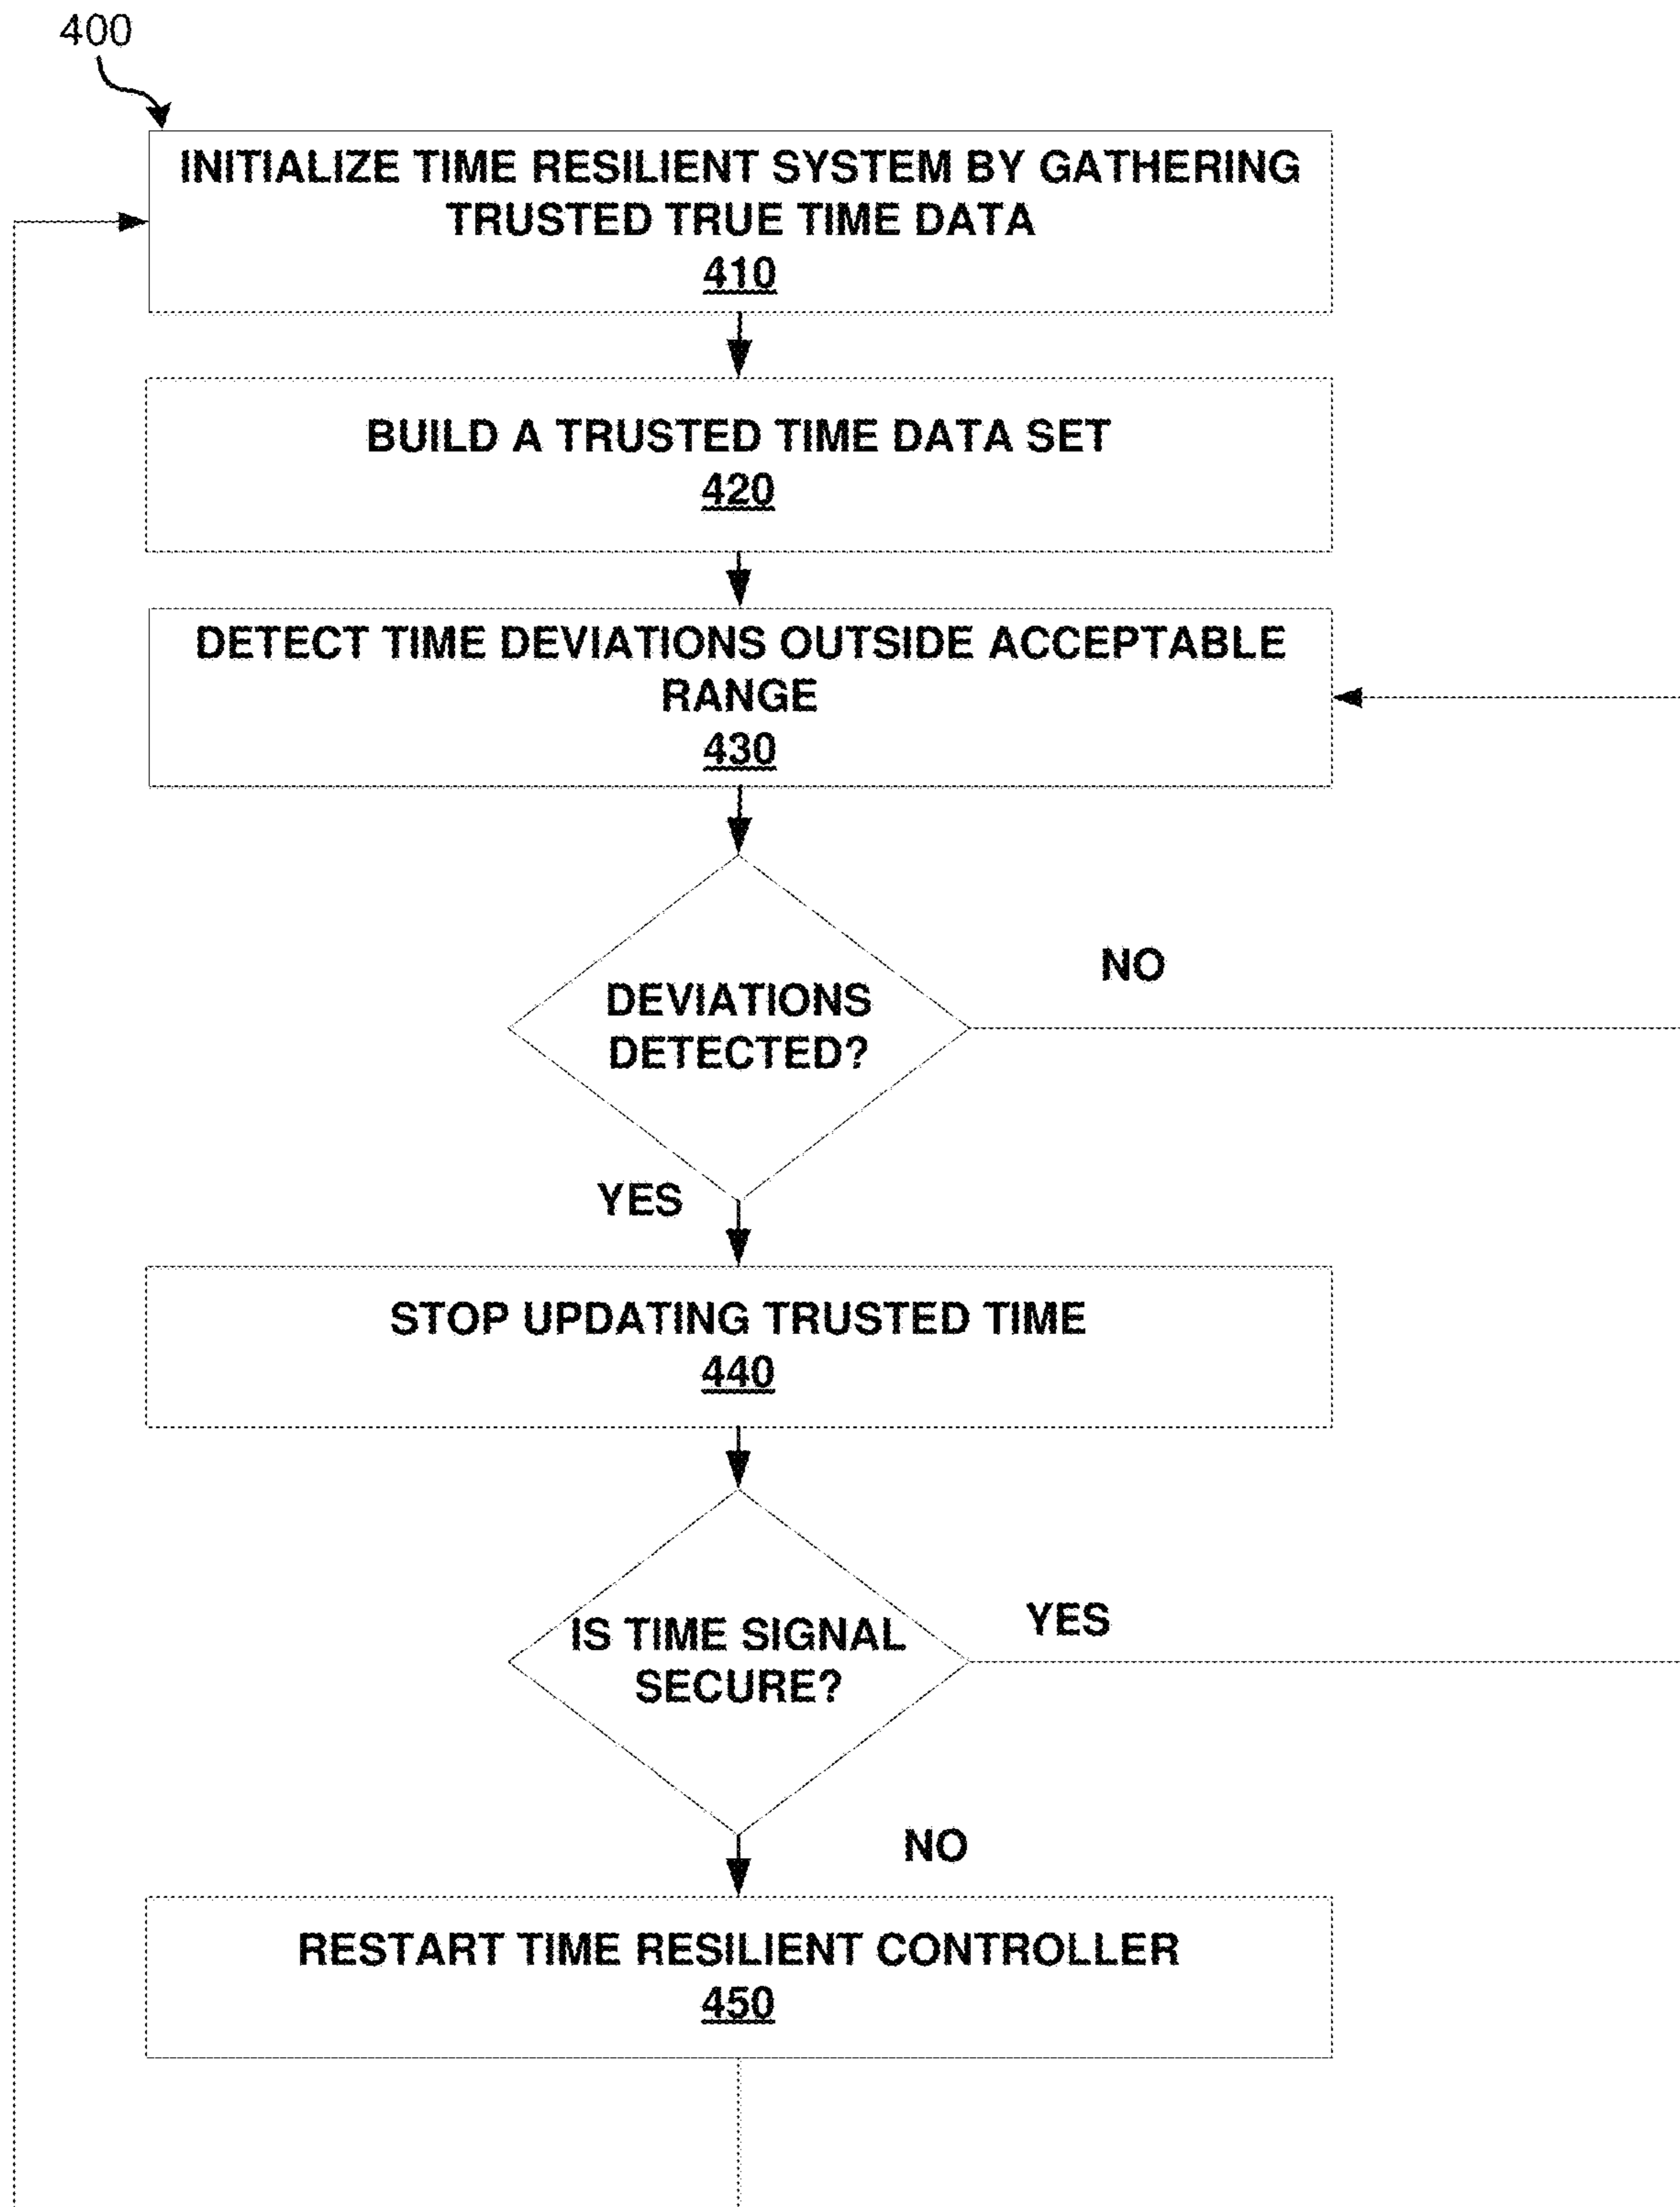 400
INITIALIZE TIME RESILIENT SYSTEM BY GATHERING
TRUSTED TRUE TIME DATA
410
BUILD A TRUSTED TIME DATA SET
420
DETECT TIME DEVIATIONS OUTSIDE ACCEPTABLE
RANGE
430
NO
DEVIATIONS
DETECTED?
YES
STOP UPDATING TRUSTED TIME
440
YES
IS TIME SIGNAL
SECURE?
NO
RESTART TIME RESILIENT CONTROLLER
450